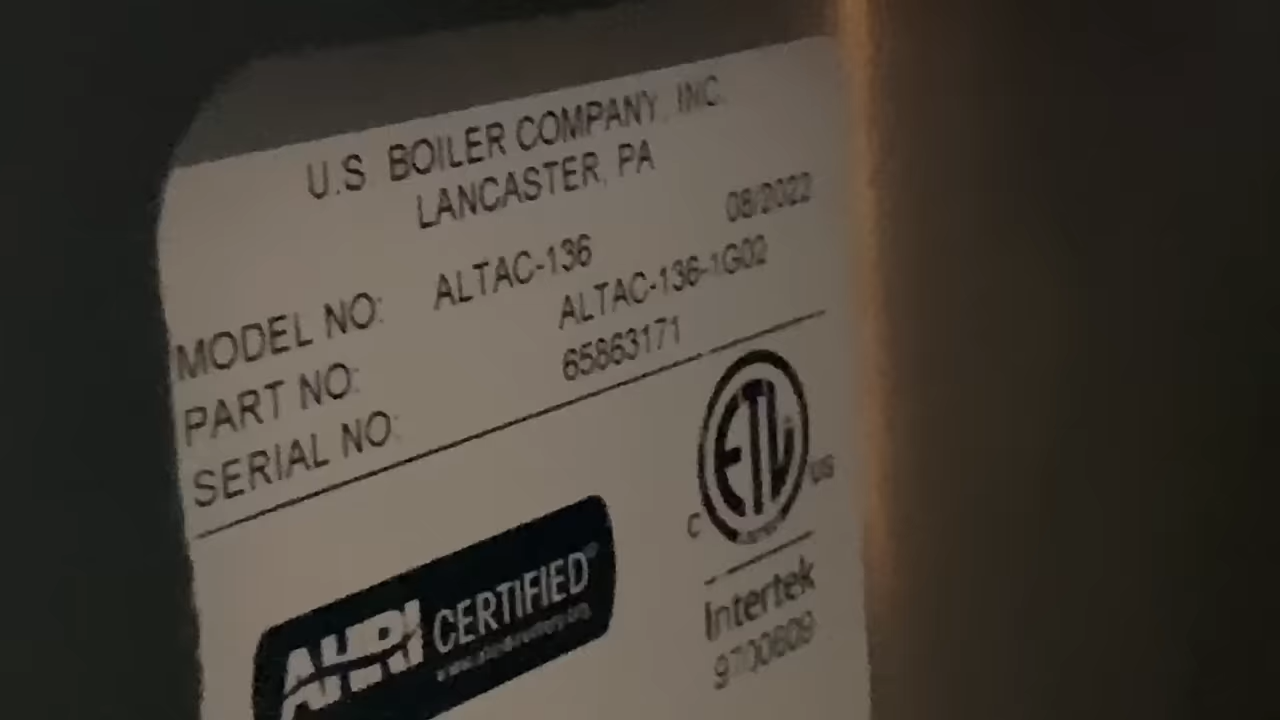 U.S. BOILER COMPANY, INC.
LANCASTER, PA
08/2022
MODEL NO: ALTAC-136
PART NO: ALTAC-136-1G02
SERIAL NO: 65863171
ETL
C US
Intertek
9700609
AHRI CERTIFIED